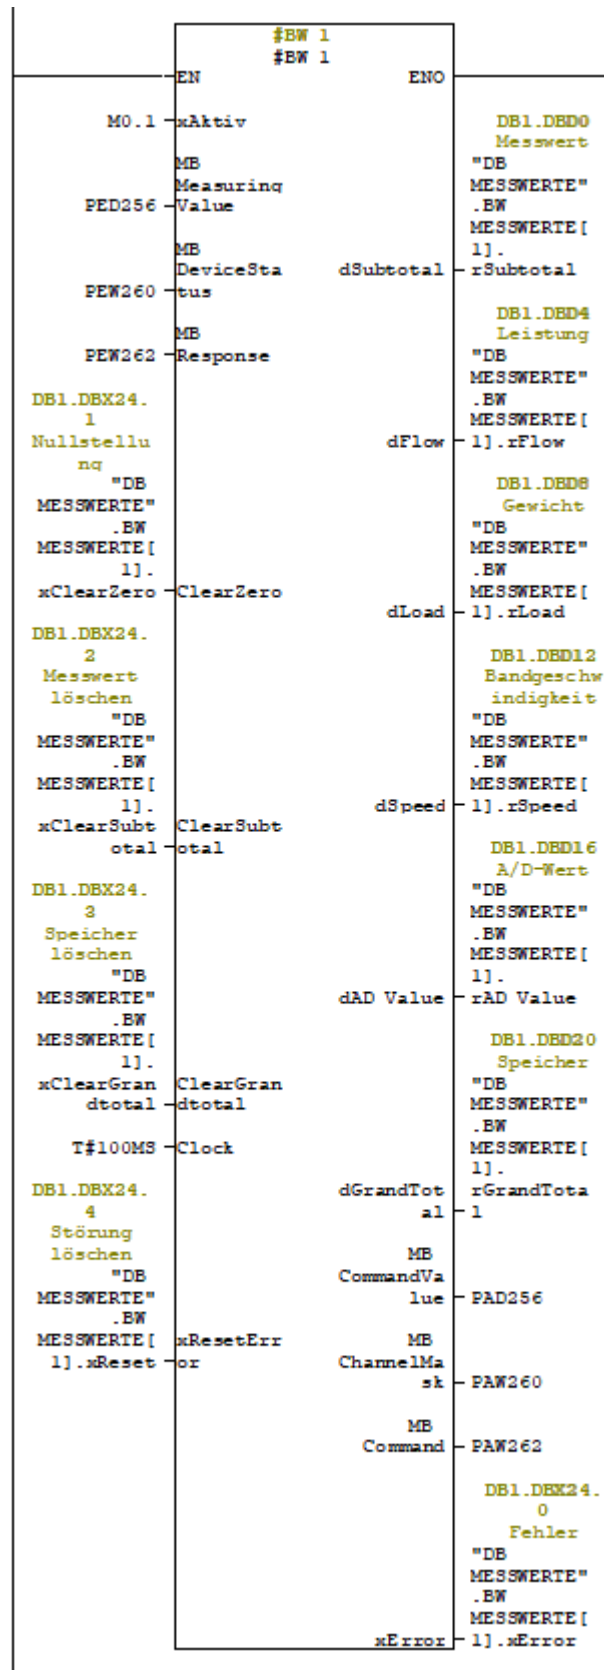 #BW 1
#BW 1
EN
ENO
M0.1
xAktiv
MB
Measuring
PED256
Value
MB
DeviceSta
PEW260
tus
MB
PEW262
Response
DB1.DBX24.
1
Nullstellu
ng
"DB
MESSWERTE"
.BW
MESSWERTE[
1].
xClearZero
ClearZero
DB1.DBX24.
2
Messwert
löschen
"DB
MESSWERTE"
.BW
MESSWERTE[
1].
xClearSubt
ClearSubt
otal
otal
DB1.DBX24.
3
Speicher
löschen
"DB
MESSWERTE"
.BW
MESSWERTE[
1].
xClearGran
ClearGran
dtotal
dtotal
T#100MS
Clock
DB1.DBX24.
4
Störung
löschen
"DB
MESSWERTE"
.BW
MESSWERTE[
xResetErr
1].xReset
or
DB1.DBD0
Messwert
"DB
MESSWERTE"
.BW
MESSWERTE[
1].
dSubtotal
rSubtotal
DB1.DBD4
Leistung
"DB
MESSWERTE"
.BW
MESSWERTE[
dFlow
1].rFlow
DB1.DBD8
Gewicht
"DB
MESSWERTE"
.BW
MESSWERTE[
dLoad
1].rLoad
DB1.DBD12
Bandgeschw
indigkeit
"DB
MESSWERTE"
.BW
MESSWERTE[
dSpeed
1].rSpeed
DB1.DBD16
A/D-Wert
"DB
MESSWERTE"
.BW
MESSWERTE[
1].
dAD Value
rAD Value
DB1.DBD20
Speicher
"DB
MESSWERTE"
.BW
MESSWERTE[
1].
dGrandTot
rGrandTota
al
l
MB
CommandVa
lue
PAD256
MB
ChannelMa
sk
PAW260
MB
Command
PAW262
DB1.DBX24.
0
Fehler
"DB
MESSWERTE"
.BW
MESSWERTE[
xError
1].xError